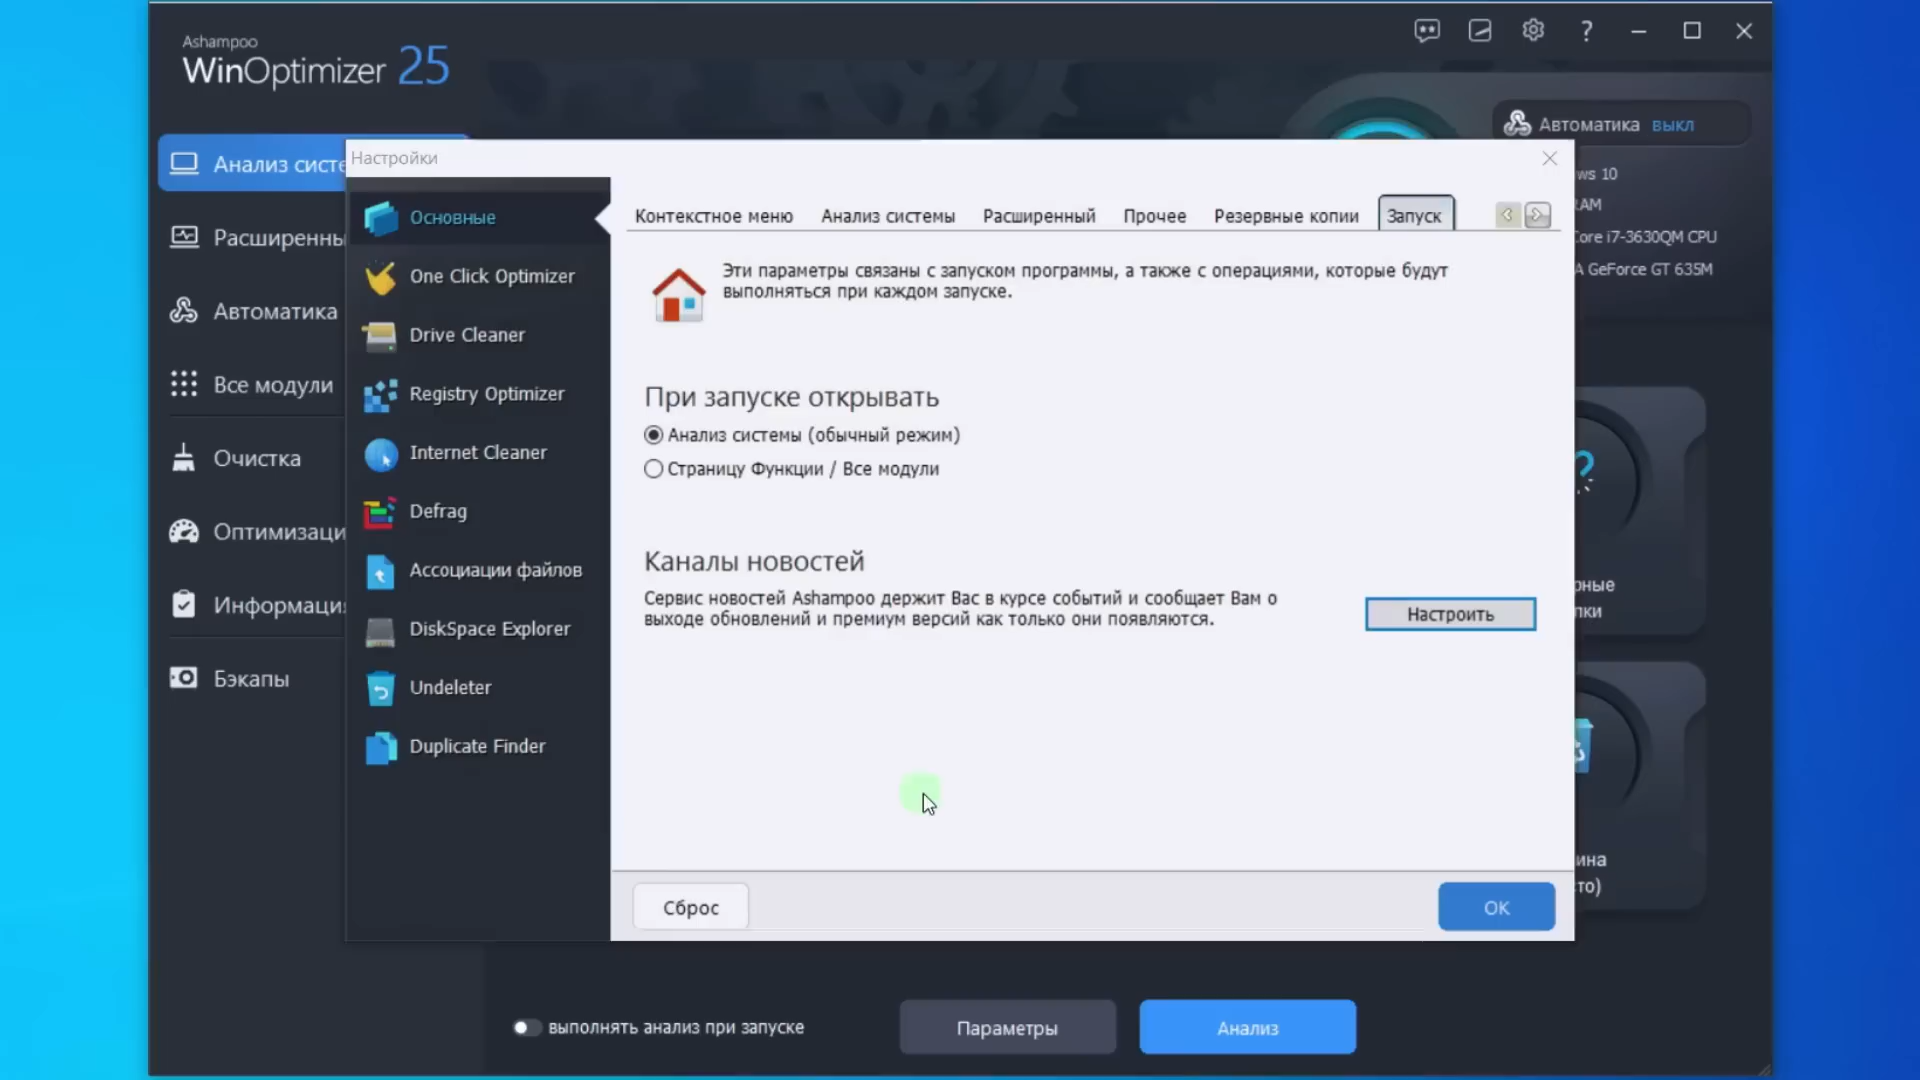 Ashampoo
WinOptimizer 25
Автоматика выкл
Настройки
Анализ сист
ws 10
AM
Core i7-3630QM CPU
A GeForce GT 635M
Расширенны
Автоматика
Все модули
Очистка
Оптимизаци
Информаци
Бэкапы
Основные
One Click Optimizer
Drive Cleaner
Registry Optimizer
Internet Cleaner
Defrag
Ассоциации файлов
DiskSpace Explorer
Undeleter
Duplicate Finder
Контекстное меню Анализ системы Расширенный Прочее Резервные копии Запуск
Эти параметры связаны с запуском программы, а также с операциями, которые будут
выполняться при каждом запуске.
При запуске открывать
Анализ системы (обычный режим)
Страницу Функции / Все модули
Каналы новостей
Сервис новостей Ashampoo держит Вас в курсе событий и сообщает Вам о
выходе обновлений и премиум версий как только они появляются.
Настроить
рные
пки
ина
то)
Сброс
OK
выполнять анализ при запуске
Параметры
Анализ